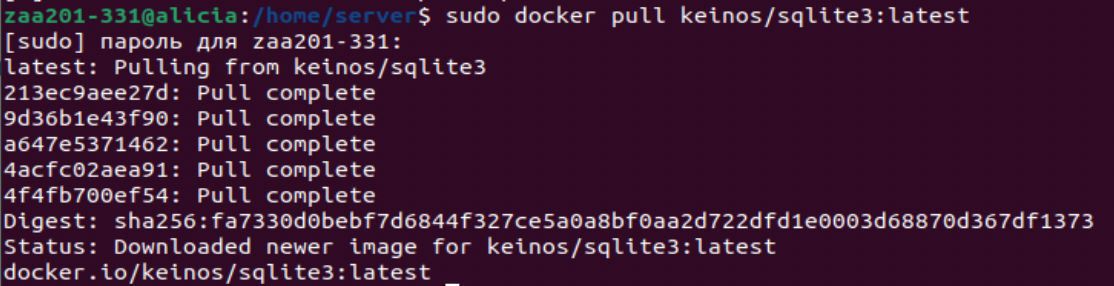 zaa201-331@alicia:/home/server$ sudo docker pull keinos/sqlite3:latest
[sudo] пароль для zaa201-331:
latest: Pulling from keinos/sqlite3
213ec9aee27d: Pull complete
9d36b1e43f90: Pull complete
a647e5371462: Pull complete
4acfc02aea91: Pull complete
4f4fb700ef54: Pull complete
Digest: sha256:fa7330d0bebf7d6844f327ce5a0a8bf0aa2d722dfd1e0003d68870d367df1373
Status: Downloaded newer image for keinos/sqlite3:latest
docker.io/keinos/sqlite3:latest